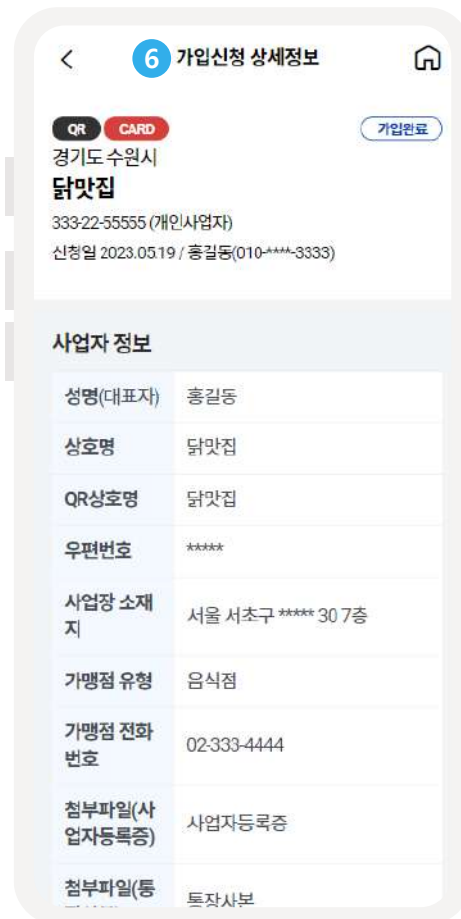 6 가입신청 상세정보
QR CARD 가입완료
경기도 수원시
닭맛집
333-22-55555 (개인사업자)
신청일 2023.05.19 / 홍길동(010-****-3333)
사업자 정보
성명(대표자) 홍길동
상호명 닭맛집
QR상호명 닭맛집
우편번호 *****
사업장 소재
지 서울 서초구 ***** 30 7층
가맹점 유형 음식점
가맹점 전화
번호 02-333-4444
첨부파일(사
업자등록증) 사업자등록증
첨부파일(통
통장사본